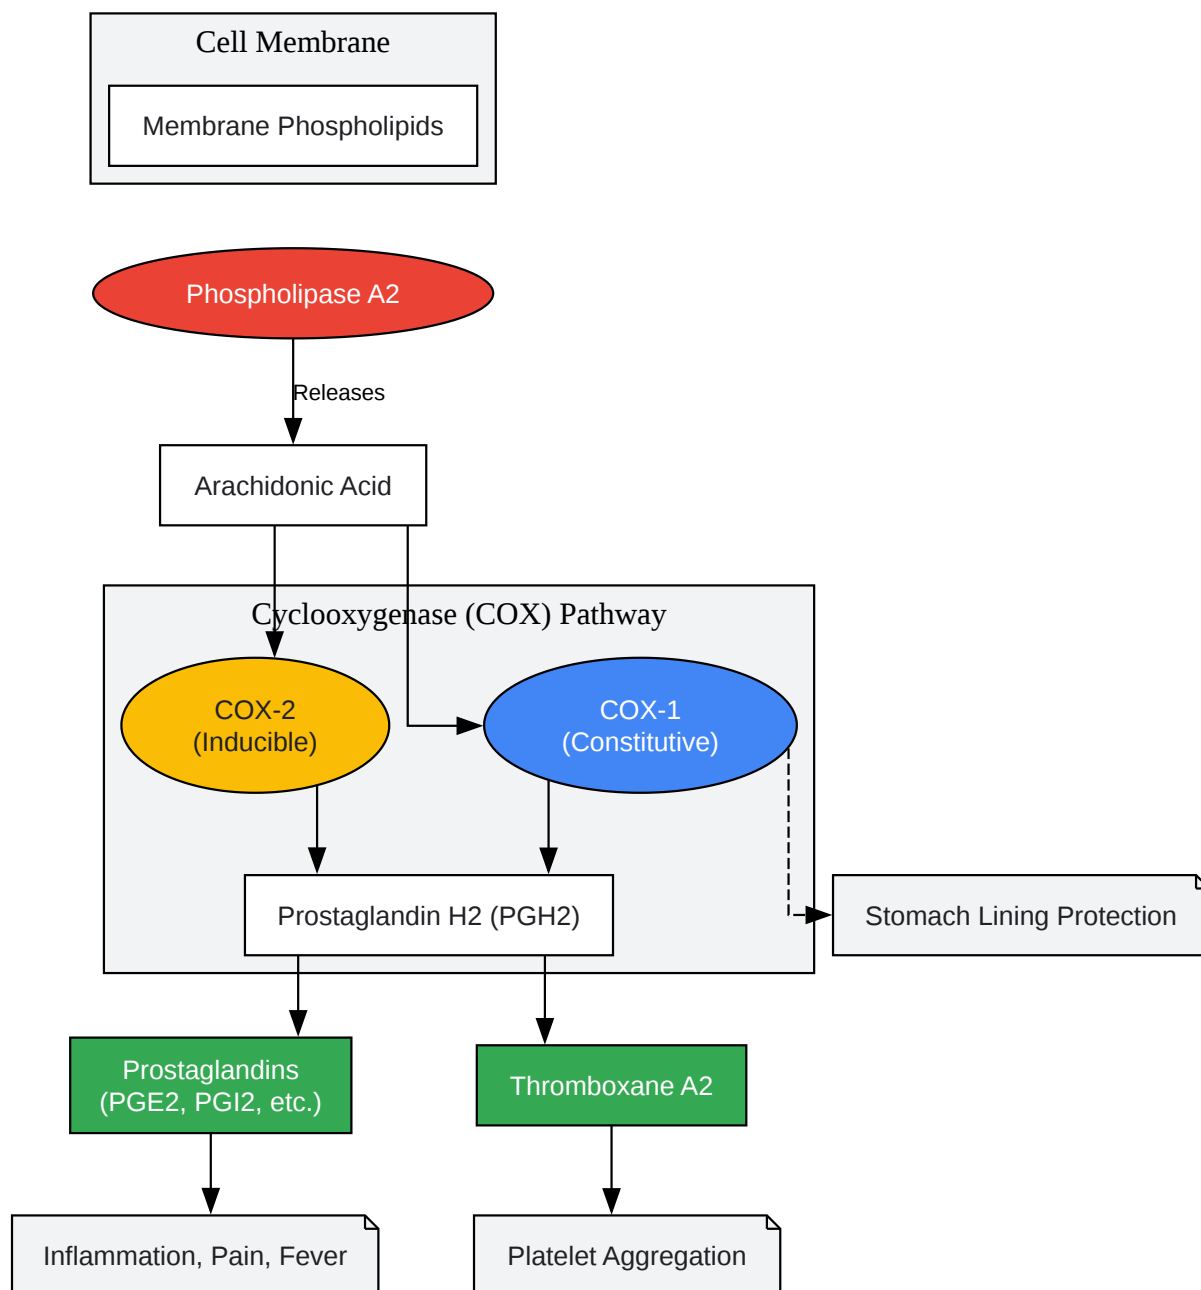 Cell Membrane
Membrane Phospholipids
Phospholipase A2
Releases
Arachidonic Acid
Cyclooxygenase (COX) Pathway
COX-2
(Inducible)
COX-1
(Constitutive)
Prostaglandin H2 (PGH2)
Stomach Lining Protection
Prostaglandins
(PGE2, PGI2, etc.)
Thromboxane A2
Inflammation, Pain, Fever
Platelet Aggregation